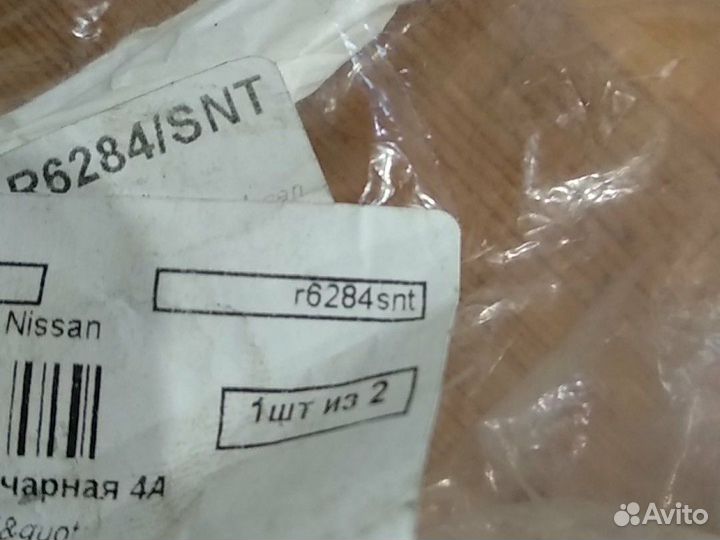 R6284/SNT
r6284snt
Nissan
1шт из 2
чарная 4А
&quot
Avito